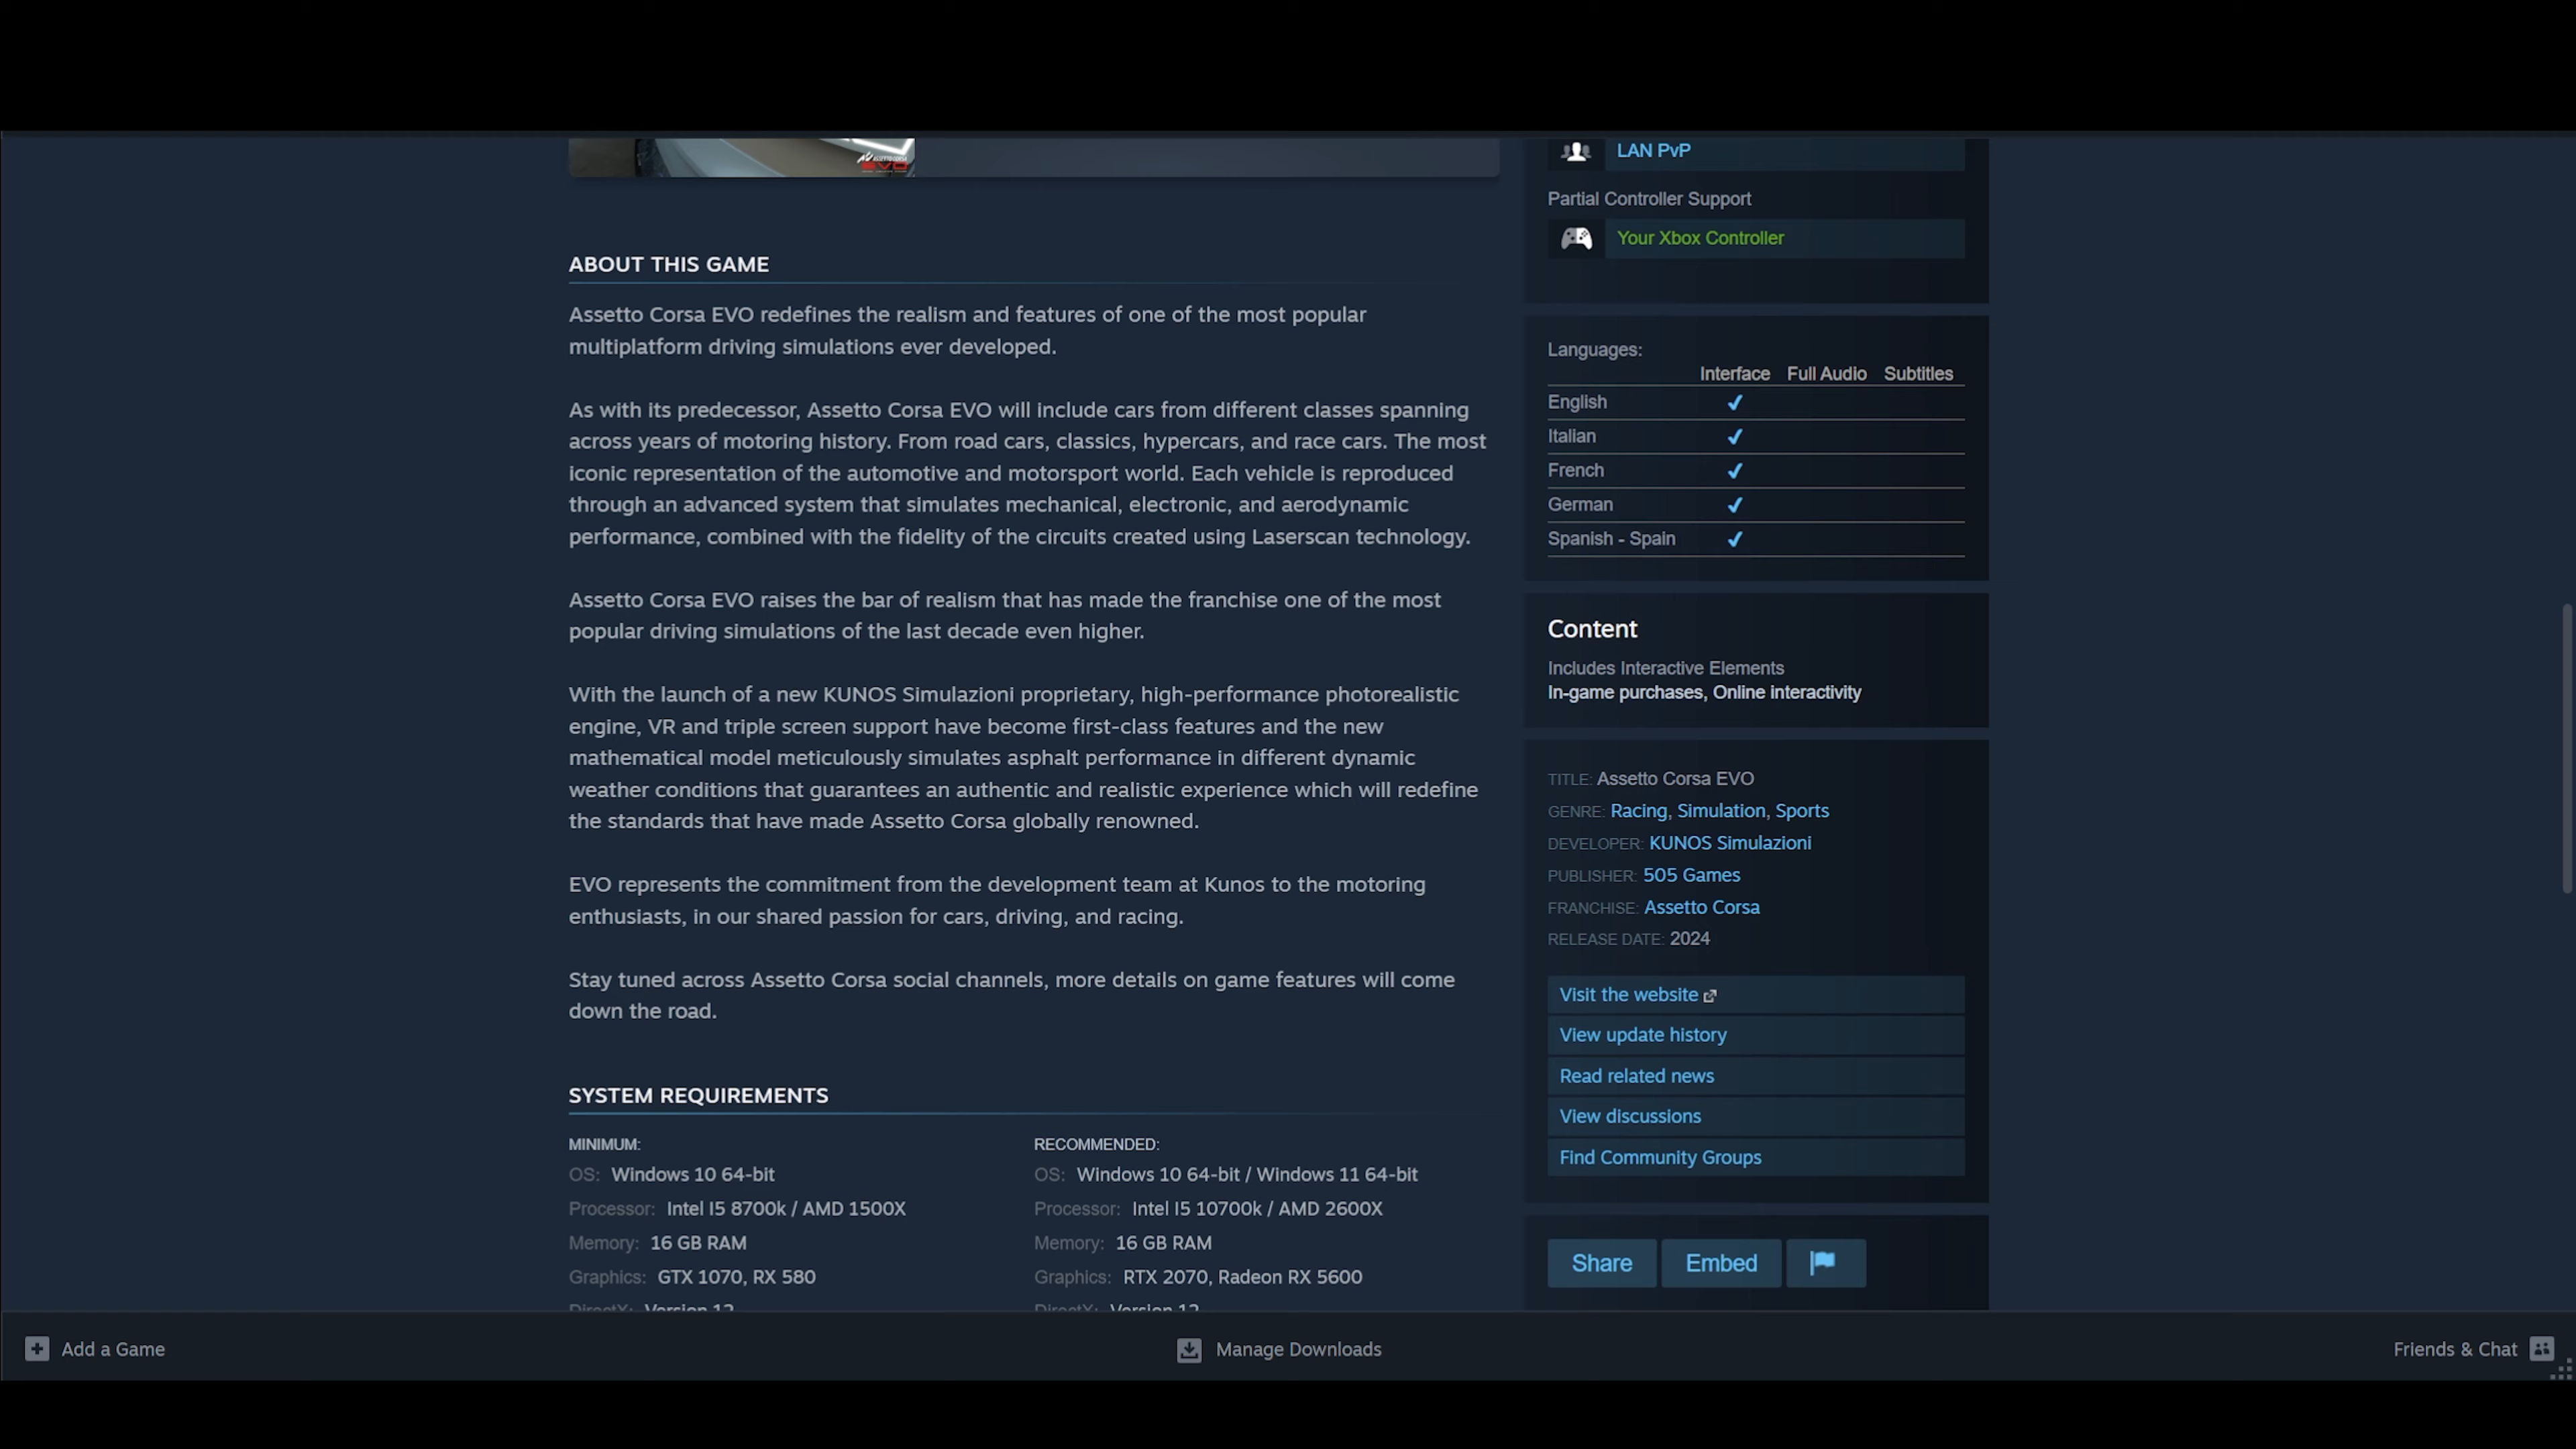 ASSETTO CORSA
EVO
LAN PvP
Partial Controller Support
Your Xbox Controller
ABOUT THIS GAME
Assetto Corsa EVO redefines the realism and features of one of the most popular
multiplatform driving simulations ever developed.
As with its predecessor, Assetto Corsa EVO will include cars from different classes spanning
across years of motoring history. From road cars, classics, hypercars, and race cars. The most
iconic representation of the automotive and motorsport world. Each vehicle is reproduced
through an advanced system that simulates mechanical, electronic, and aerodynamic
performance, combined with the fidelity of the circuits created using Laserscan technology.
Assetto Corsa EVO raises the bar of realism that has made the franchise one of the most
popular driving simulations of the last decade even higher.
With the launch of a new KUNOS Simulazioni proprietary, high-performance photorealistic
engine, VR and triple screen support have become first-class features and the new
mathematical model meticulously simulates asphalt performance in different dynamic
weather conditions that guarantees an authentic and realistic experience which will redefine
the standards that have made Assetto Corsa globally renowned.
EVO represents the commitment from the development team at Kunos to the motoring
enthusiasts, in our shared passion for cars, driving, and racing.
Stay tuned across Assetto Corsa social channels, more details on game features will come
down the road.
SYSTEM REQUIREMENTS
MINIMUM:
OS: Windows 10 64-bit
Processor: Intel I5 8700k / AMD 1500X
Memory: 16 GB RAM
Graphics: GTX 1070, RX 580
DirectX: Version 12
RECOMMENDED:
OS: Windows 10 64-bit / Windows 11 64-bit
Processor: Intel I5 10700k / AMD 2600X
Memory: 16 GB RAM
Graphics: RTX 2070, Radeon RX 5600
DirectX: Version 12
Languages:
Interface Full Audio Subtitles
English ✔
Italian ✔
French ✔
German ✔
Spanish - Spain ✔
Content
Includes Interactive Elements
In-game purchases, Online interactivity
TITLE: Assetto Corsa EVO
GENRE: Racing, Simulation, Sports
DEVELOPER: KUNOS Simulazioni
PUBLISHER: 505 Games
FRANCHISE: Assetto Corsa
RELEASE DATE: 2024
Visit the website
View update history
Read related news
View discussions
Find Community Groups
Share Embed
Add a Game
Manage Downloads
Friends & Chat